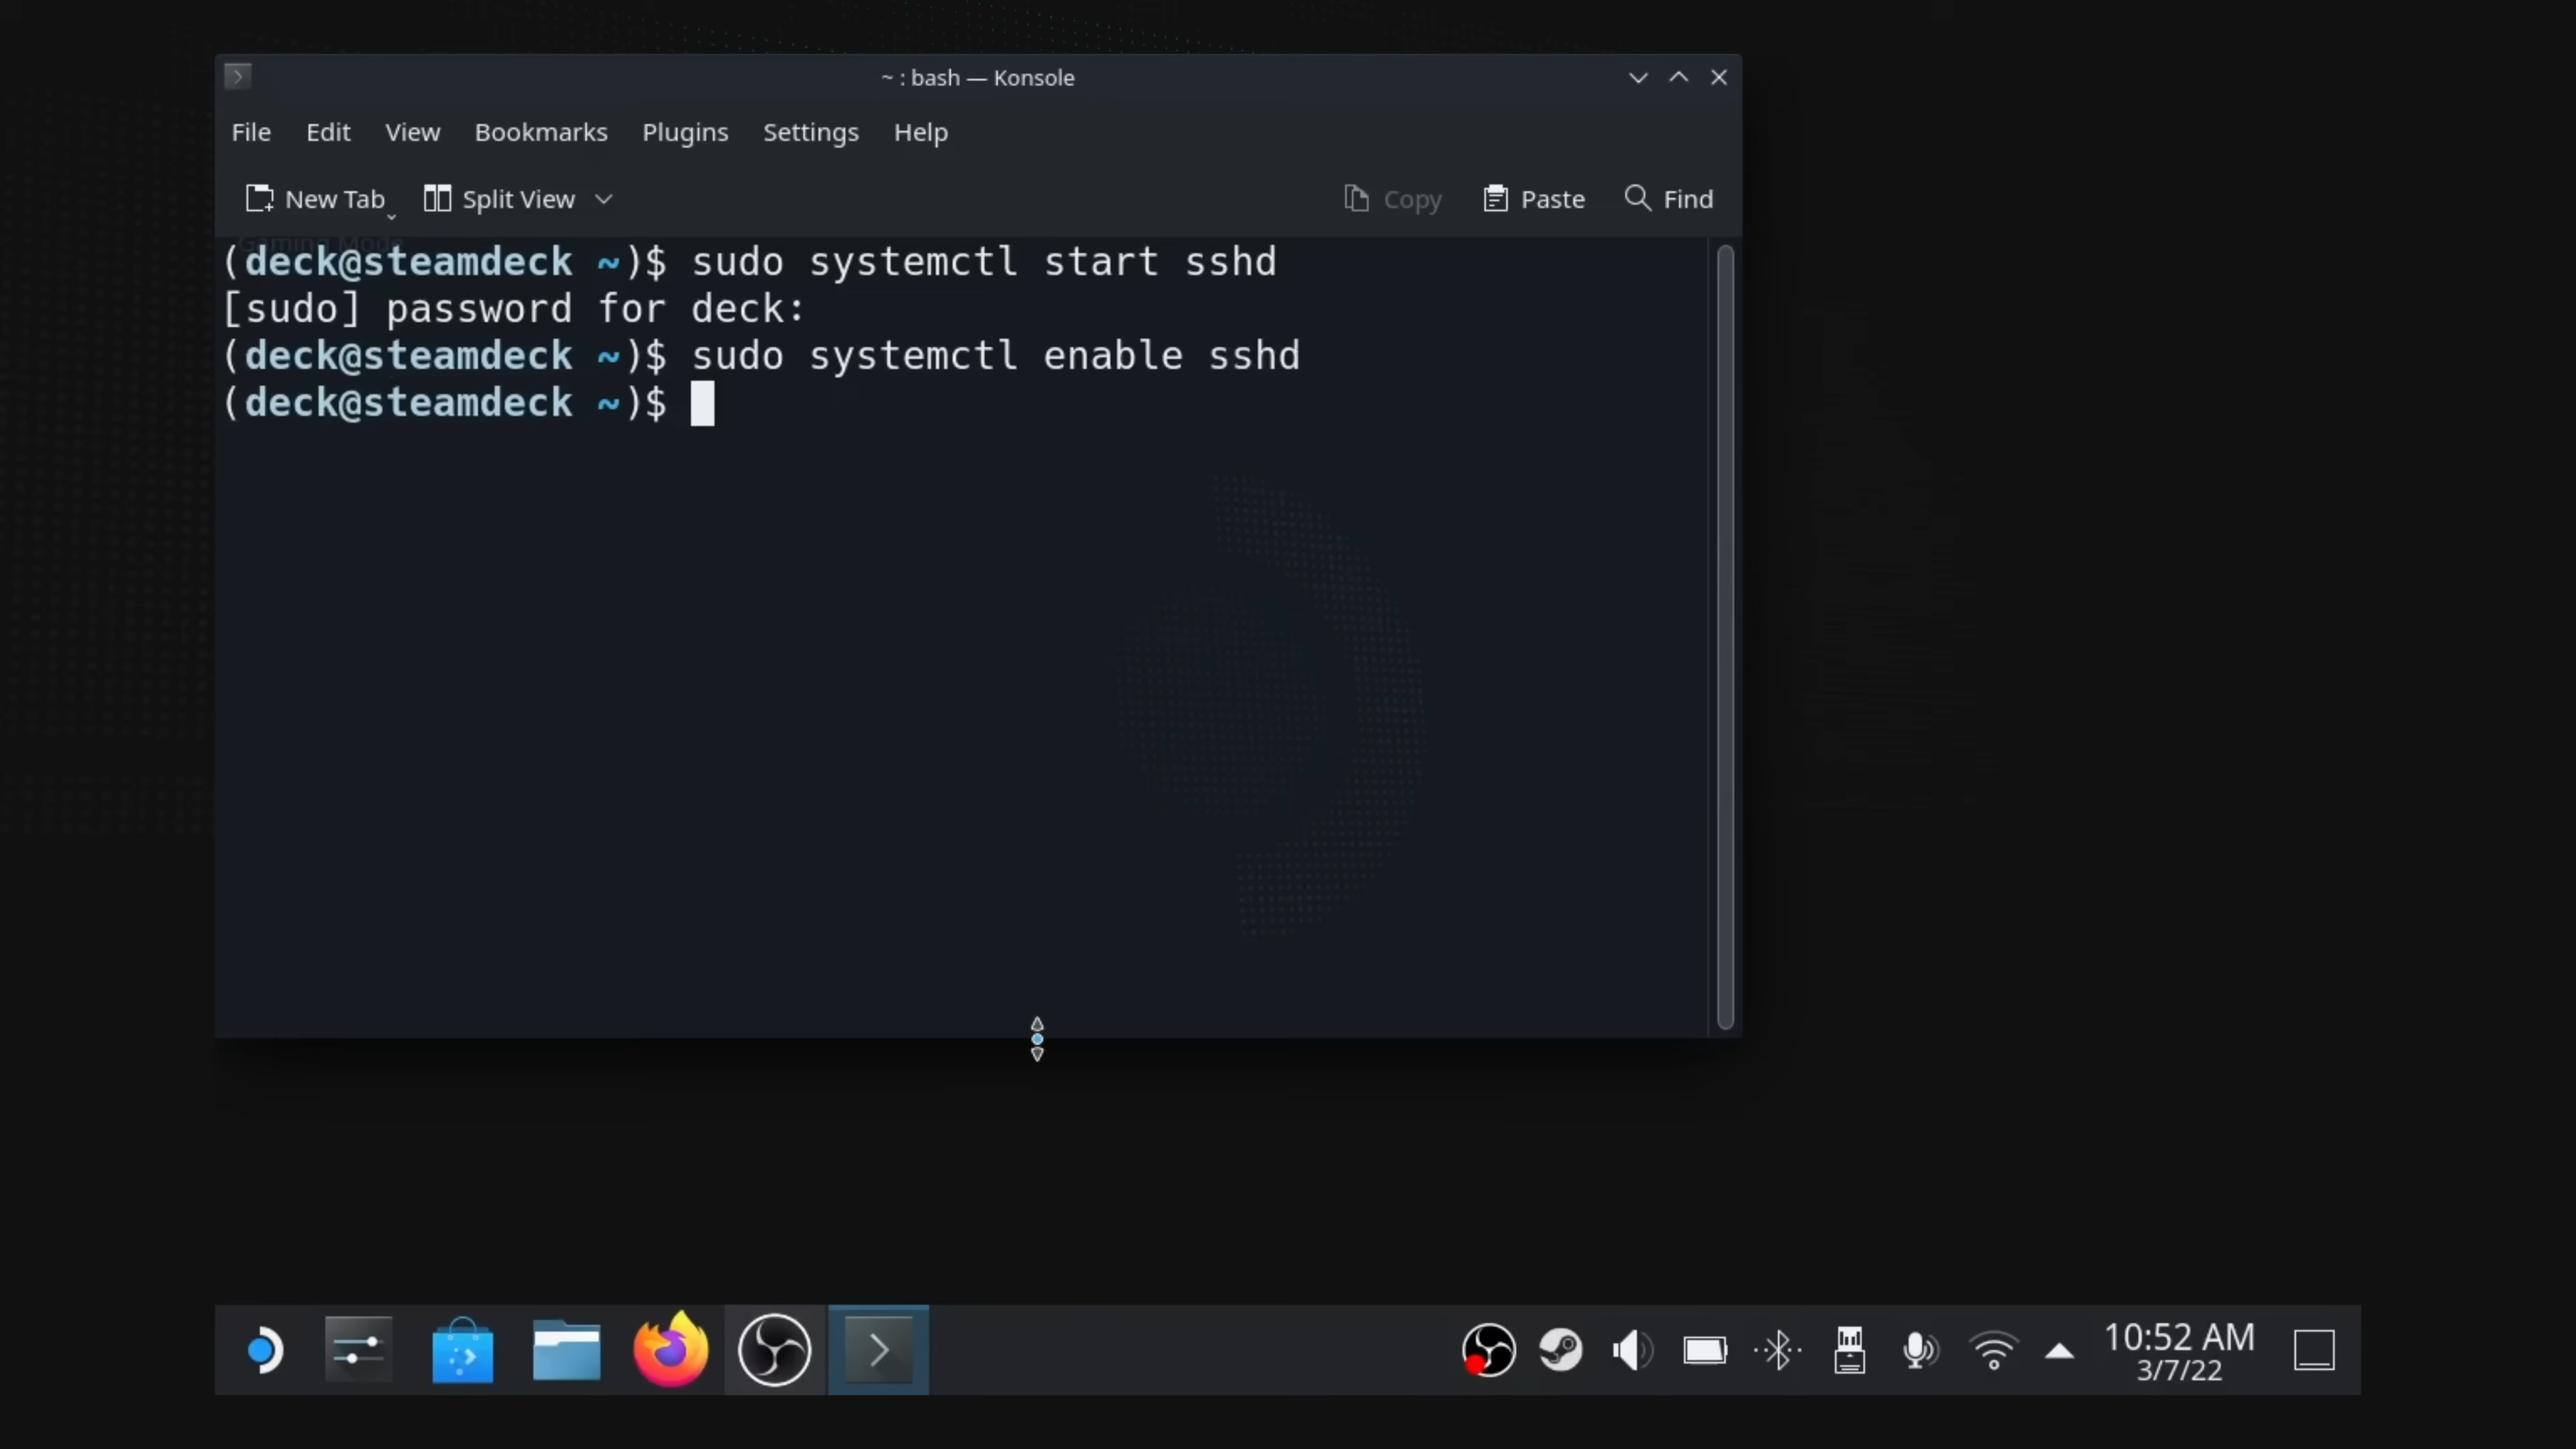 ~ : bash — Konsole
File Edit View Bookmarks Plugins Settings Help
New Tab Split View Copy Paste Find
Gaming Mode
(deck@steamdeck ~)$ sudo systemctl start sshd
[sudo] password for deck:
(deck@steamdeck ~)$ sudo systemctl enable sshd
(deck@steamdeck ~)$
10:52 AM
3/7/22